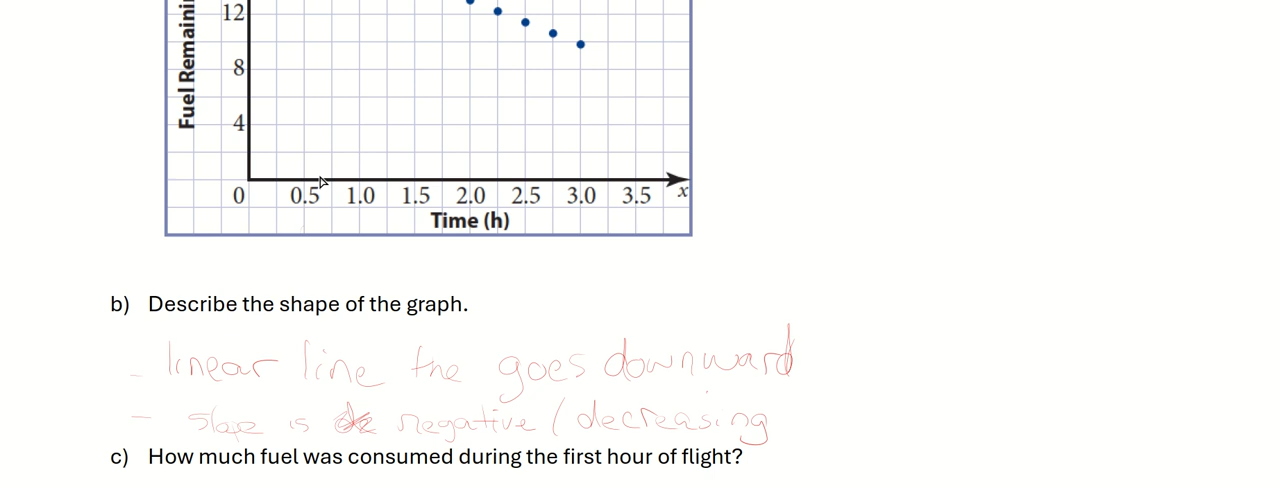 Fuel Remaini
12
8
4
0 0.5 1.0 1.5 2.0 2.5 3.0 3.5 x
Time (h)
b) Describe the shape of the graph.
- linear line the goes downward
- slope is negative / decreasing
c) How much fuel was consumed during the first hour of flight?